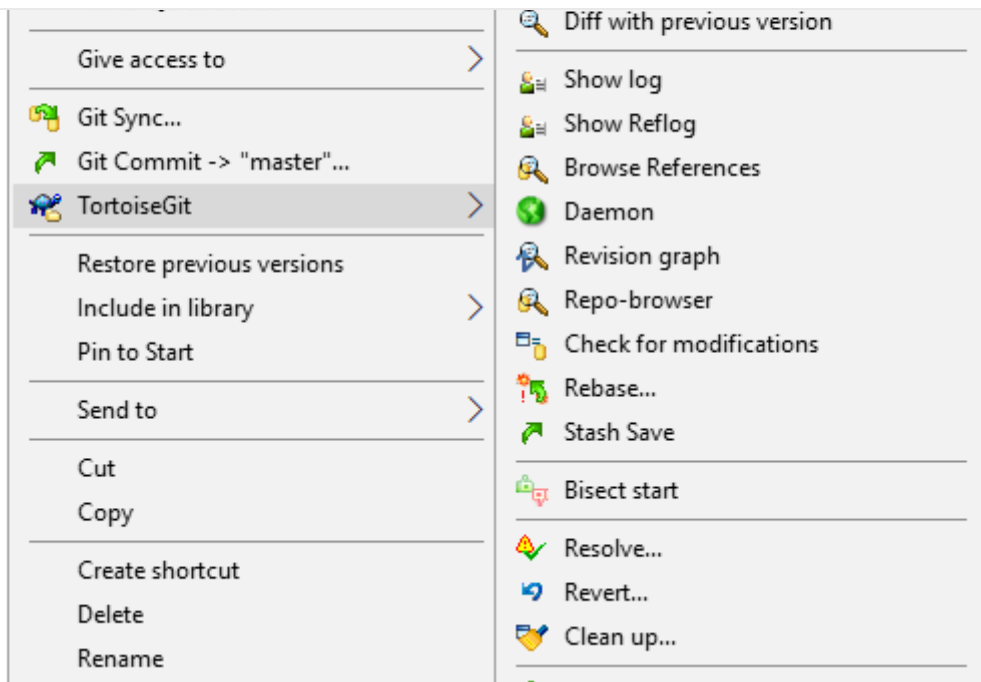 Give access to
Git Sync...
Git Commit -> "master"...
TortoiseGit
Restore previous versions
Include in library
Pin to Start
Send to
Cut
Copy
Create shortcut
Delete
Rename
Diff with previous version
Show log
Show Reflog
Browse References
Daemon
Revision graph
Repo-browser
Check for modifications
Rebase...
Stash Save
Bisect start
Resolve...
Revert...
Clean up...